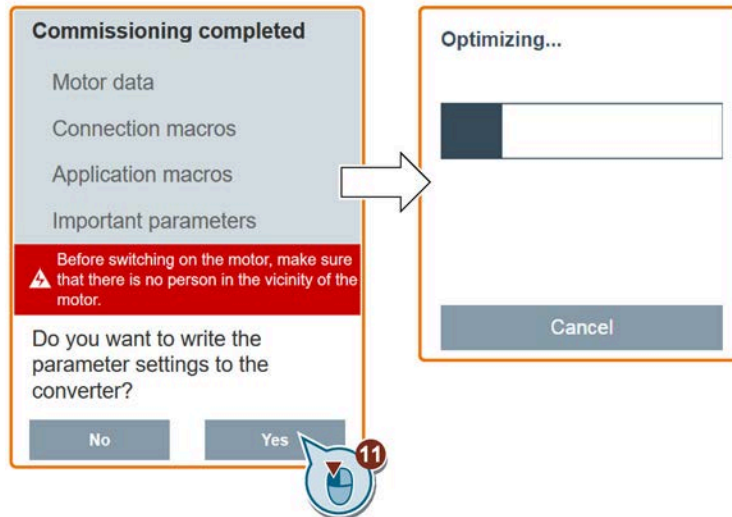 Commissioning completed
Motor data
Connection macros
Application macros
Important parameters
Before switching on the motor, make sure
that there is no person in the vicinity of the
motor.
Do you want to write the
parameter settings to the
converter?
No
Yes
11
Optimizing...
Cancel